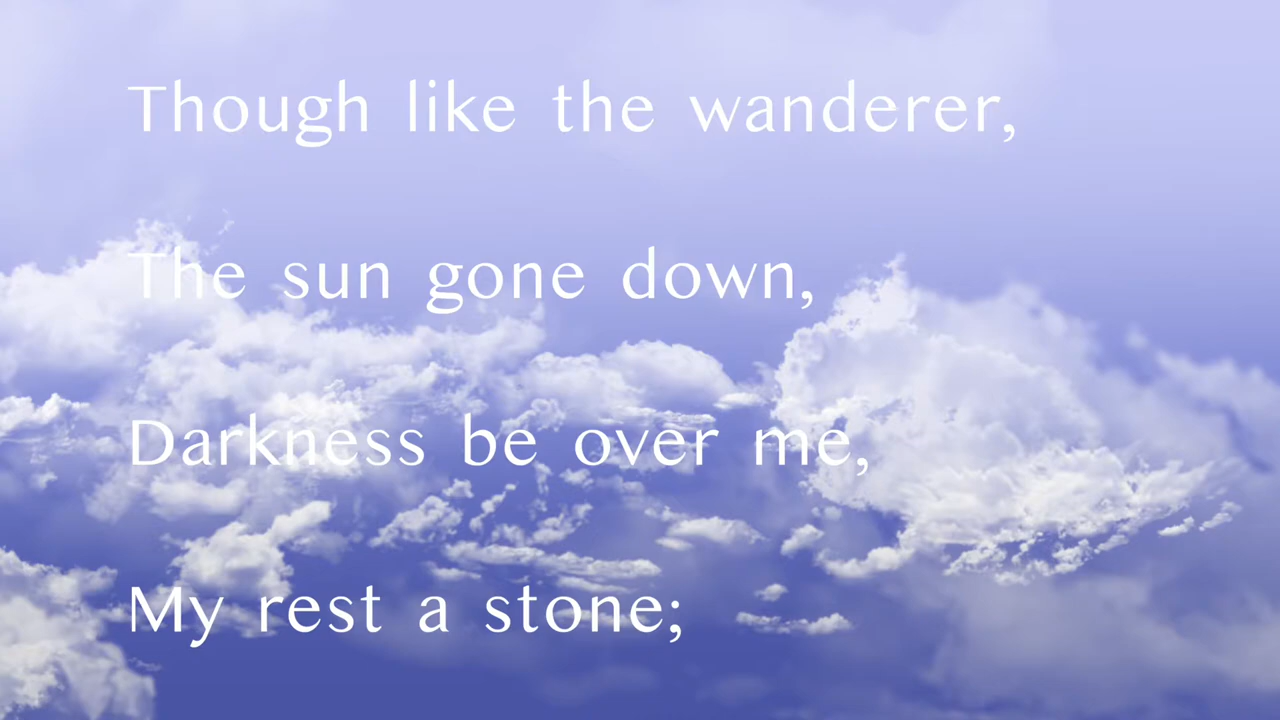 Though like the wanderer,
The sun gone down,
Darkness be over me,
My rest a stone;